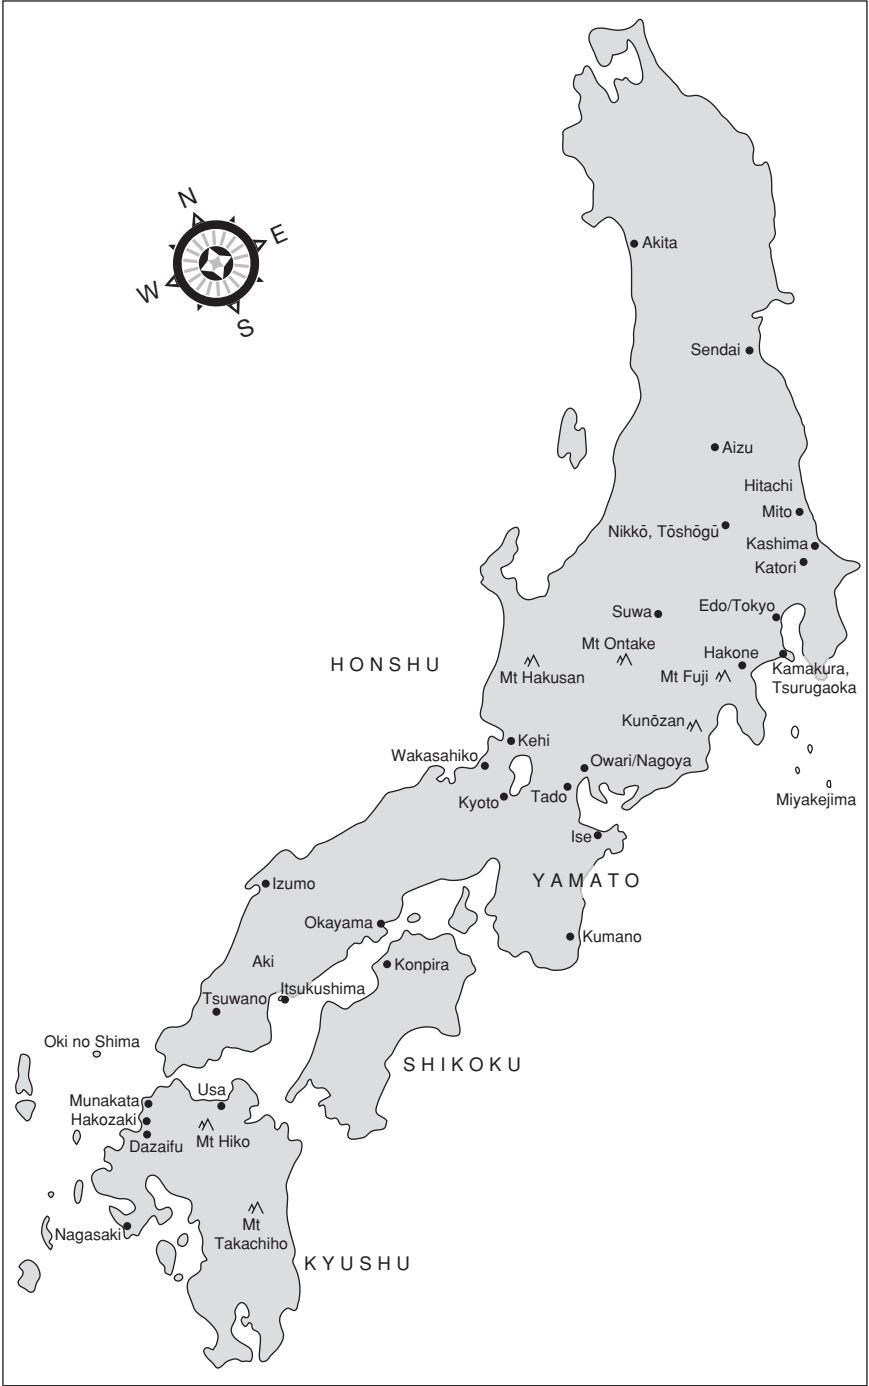 N
E
W
S
Akita
Sendai
Aizu
Hitachi
Mito
Nikkō, Tōshōgū
Kashima
Katori
Suwa
Edo/Tokyo
Mt Ontake
Hakone
HONSHU
Mt Hakusan
Mt Fuji
Kamakura,
Tsurugaoka
Kunōzan
Kehi
Wakasahiko
Owari/Nagoya
Kyoto
Tado
Miyakejima
Ise
YAMATO
Izumo
Okayama
Kumano
Aki
Konpira
Itsukushima
Tsuwano
Oki no Shima
SHIKOKU
Usa
Munakata
Hakozaki
Dazaifu
Mt Hiko
Mt
Takachiho
Nagasaki
KYUSHU